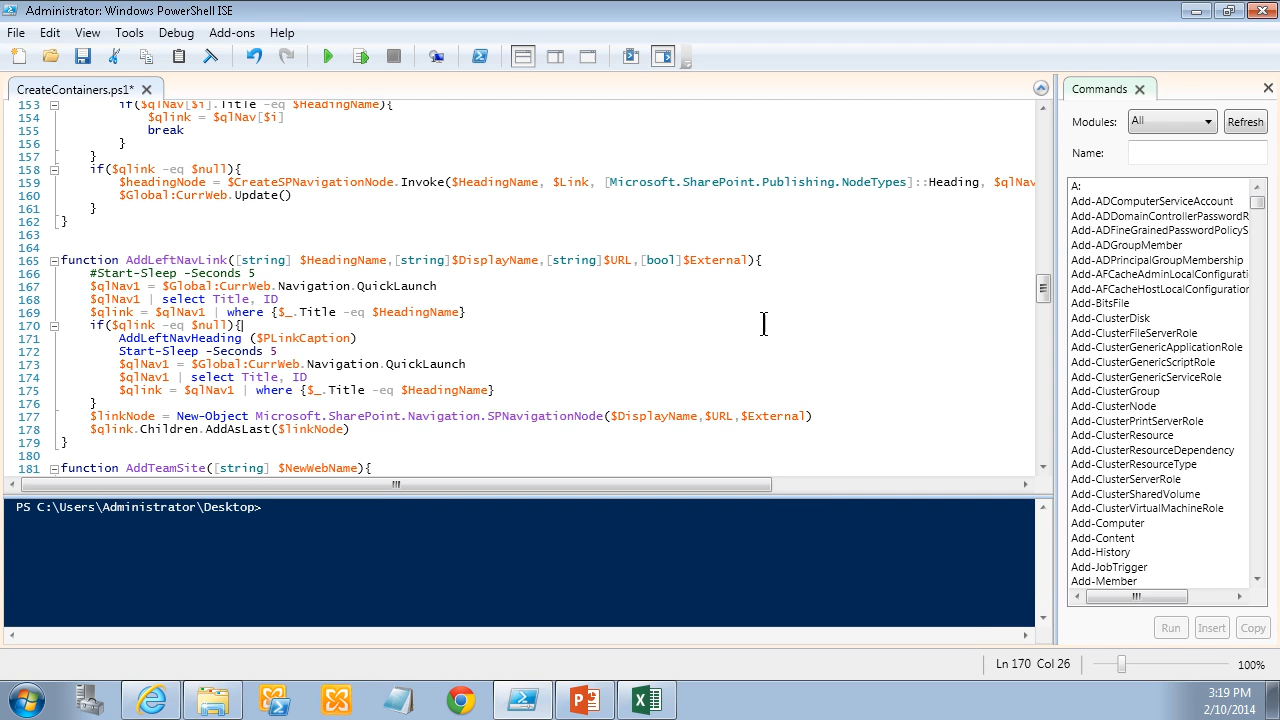 Administrator: Windows PowerShell ISE
File Edit View Tools Debug Add-ons Help
CreateContainers.ps1*
153 if($qlNav[$i].Title -eq $HeadingName){
154 $qlink = $qlNav[$i]
155 break
156 }
157 }
158 if($qlink -eq $null){
159 $headingNode = $CreateSPNavigationNode.Invoke($HeadingName, $Link, [Microsoft.SharePoint.Publishing.NodeTypes]::Heading, $qlNav
160 $Global:CurrWeb.Update()
161 }
162 }
163
164
165 function AddLeftNavLink([string] $HeadingName,[string]$DisplayName,[string]$URL,[bool]$External){
166 #Start-Sleep -Seconds 5
167 $qlNav1 = $Global:CurrWeb.Navigation.QuickLaunch
168 $qlNav1 | select Title, ID
169 $qlink = $qlNav1 | where {$_.Title -eq $HeadingName}
170 if($qlink -eq $null){
171 AddLeftNavHeading ($PLinkCaption)
172 Start-Sleep -Seconds 5
173 $qlNav1 = $Global:CurrWeb.Navigation.QuickLaunch
174 $qlNav1 | select Title, ID
175 $qlink = $qlNav1 | where {$_.Title -eq $HeadingName}
176 }
177 $linkNode = New-Object Microsoft.SharePoint.Navigation.SPNavigationNode($DisplayName,$URL,$External)
178 $qlink.Children.AddAsLast($linkNode)
179 }
180
181 function AddTeamSite([string] $NewWebName){
PS C:\Users\Administrator\Desktop>
Commands
Modules: All Refresh
Name:
A:
Add-ADComputerServiceAccount
Add-ADDomainControllerPasswordR
Add-ADFineGrainedPasswordPolicyS
Add-ADGroupMember
Add-ADPrincipalGroupMembership
Add-AFCacheAdminLocalConfigurati
Add-AFCacheHostLocalConfiguration
Add-BitsFile
Add-ClusterDisk
Add-ClusterFileServerRole
Add-ClusterGenericApplicationRole
Add-ClusterGenericScriptRole
Add-ClusterGenericServiceRole
Add-ClusterGroup
Add-ClusterNode
Add-ClusterPrintServerRole
Add-ClusterResource
Add-ClusterResourceDependency
Add-ClusterResourceType
Add-ClusterServerRole
Add-ClusterSharedVolume
Add-ClusterVirtualMachineRole
Add-Computer
Add-Content
Add-History
Add-JobTrigger
Add-Member
Run Insert Copy
Ln 170 Col 26 100%
3:19 PM
2/10/2014